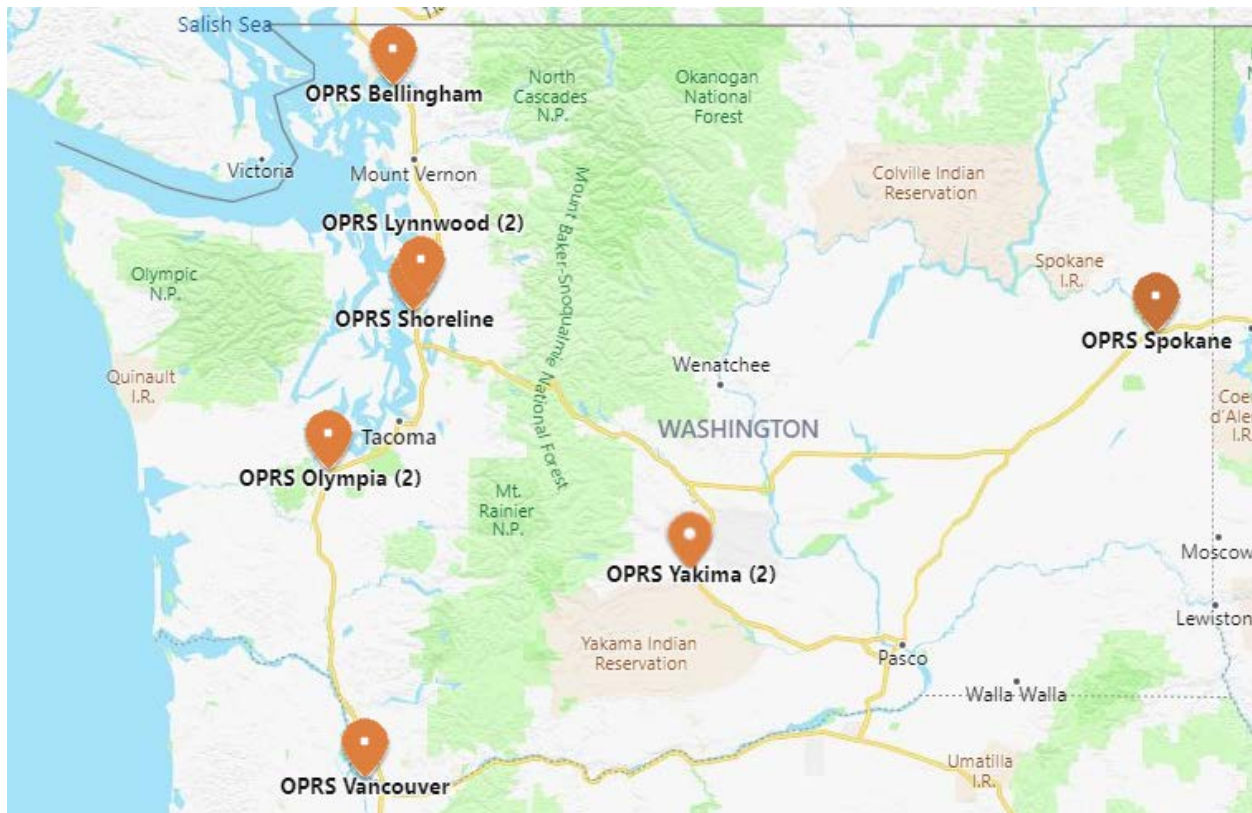 Salish Sea
OPRS Bellingham
North
Cascades
N.P.
Okanogan
National
Forest
Victoria
Mount Vernon
Colville Indian
Reservation
Mount Baker-Snoqualmie National Forest
OPRS Lynnwood (2)
Olympic
N.P.
Spokane
I.R.
OPRS Shoreline
OPRS Spokane
Quinault
I.R.
Wenatchee
Coeur
d'Ale
I.R.
Tacoma
WASHINGTON
OPRS Olympia (2)
Mt.
Rainier
N.P.
OPRS Yakima (2)
Moscow
Lewiston
Yakama Indian
Reservation
Pasco
Walla Walla
Umatilla
I.R.
OPRS Vancouver